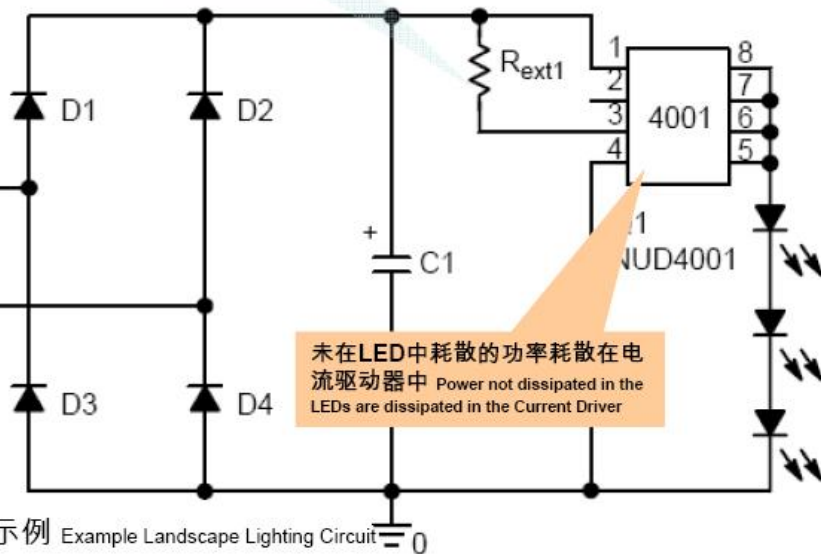 1
2
3
4
8
7
6
5
Rext1
4001
D1
D2
+
C1
NUD4001
未在LED中耗散的功率耗散在电
流驱动器中 Power not dissipated in the
LEDs are dissipated in the Current Driver
D3
D4
示例 Example Landscape Lighting Circuit
0